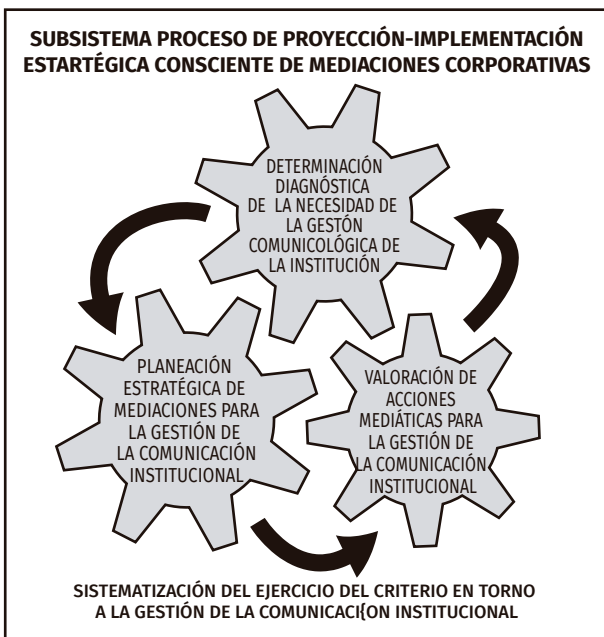 SUBSISTEMA PROCESO DE PROYECCIÓN-IMPLEMENTACIÓN
ESTARTÉGICA CONSCIENTE DE MEDIACIONES CORPORATIVAS
DETERMINACIÓN
DIAGNÓSTICA
DE LA NECESIDAD DE
LA GESTÓN
COMUNICOLÓGICA DE
LA INSTITUCIÓN
PLANEACIÓN
ESTRATÉGICA DE
MEDIACIONES PARA
LA GESTIÓN DE
LA COMUNICACIÓN
INSTITUCIONAL
VALORACIÓN DE
ACCIONES
MEDIÁTICAS PARA
LA GESTIÓN DE
LA COMUNICACIÓN
INSTITUCIONAL
SISTEMATIZACIÓN DEL EJERCICIO DEL CRITERIO EN TORNO
A LA GESTIÓN DE LA COMUNICACI{ON INSTITUCIONAL